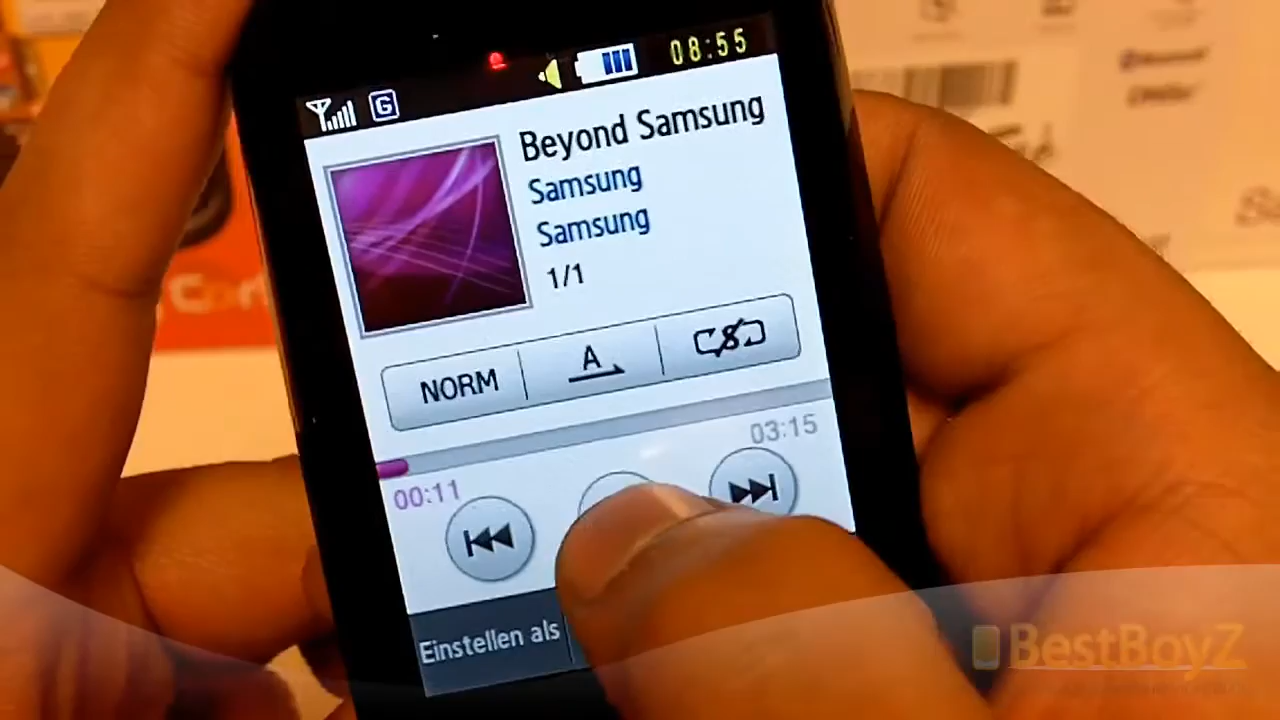 08:55
G
Beyond Samsung
Samsung
Samsung
1/1
NORM
A
03:15
00:11
Einstellen als
BestBoyZ